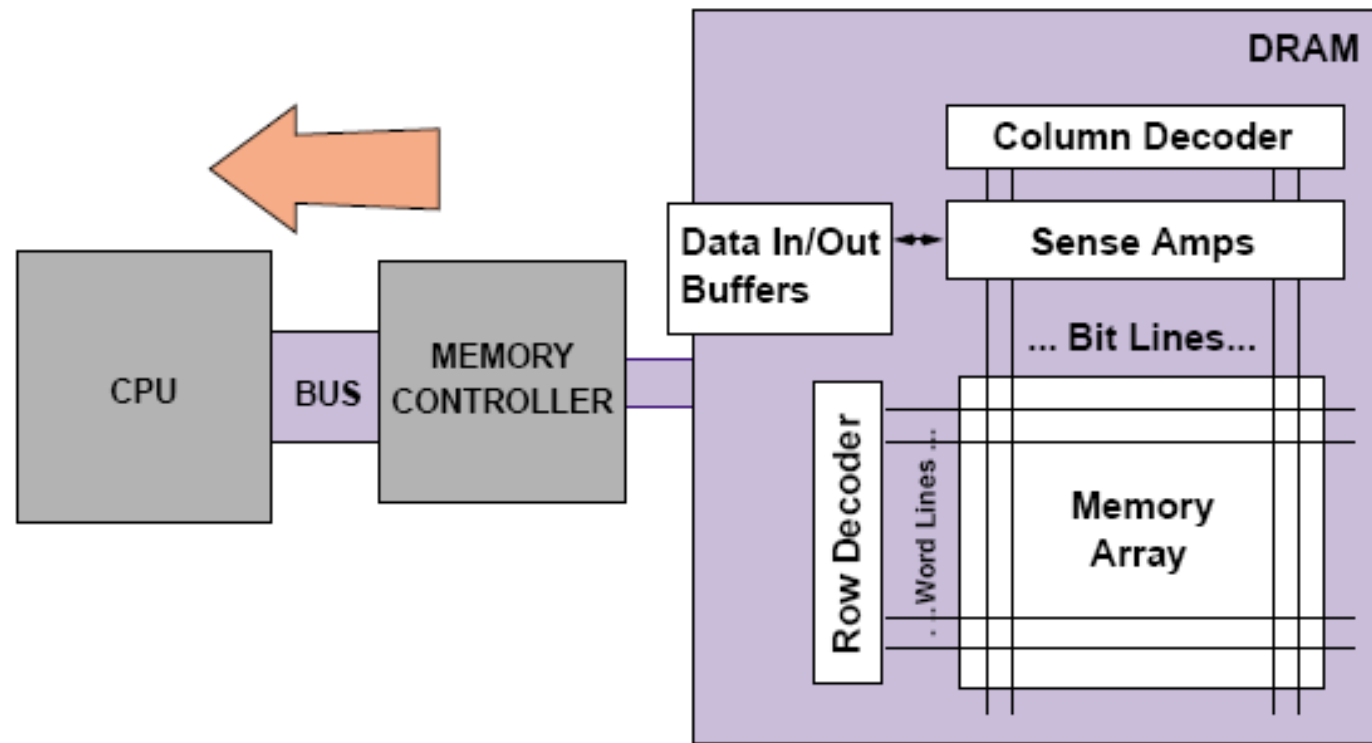 DRAM
Column Decoder
Data In/Out
Buffers
Sense Amps
... Bit Lines...
CPU
BUS
MEMORY
CONTROLLER
Row Decoder
. ...Word Lines ...
Memory
Array